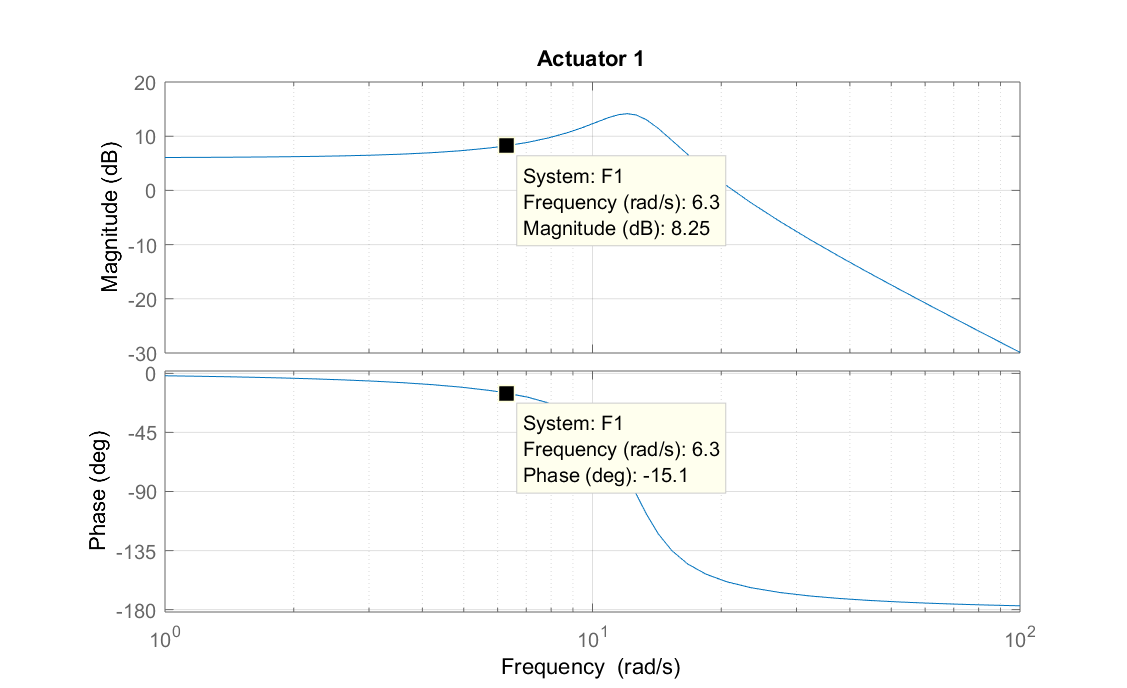 Actuator 1
Magnitude (dB)
20
10
0
-10
-20
-30
System: F1
Frequency (rad/s): 6.3
Magnitude (dB): 8.25
Phase (deg)
0
-45
-90
-135
-180
System: F1
Frequency (rad/s): 6.3
Phase (deg): -15.1
10^0 10^1 10^2
Frequency (rad/s)